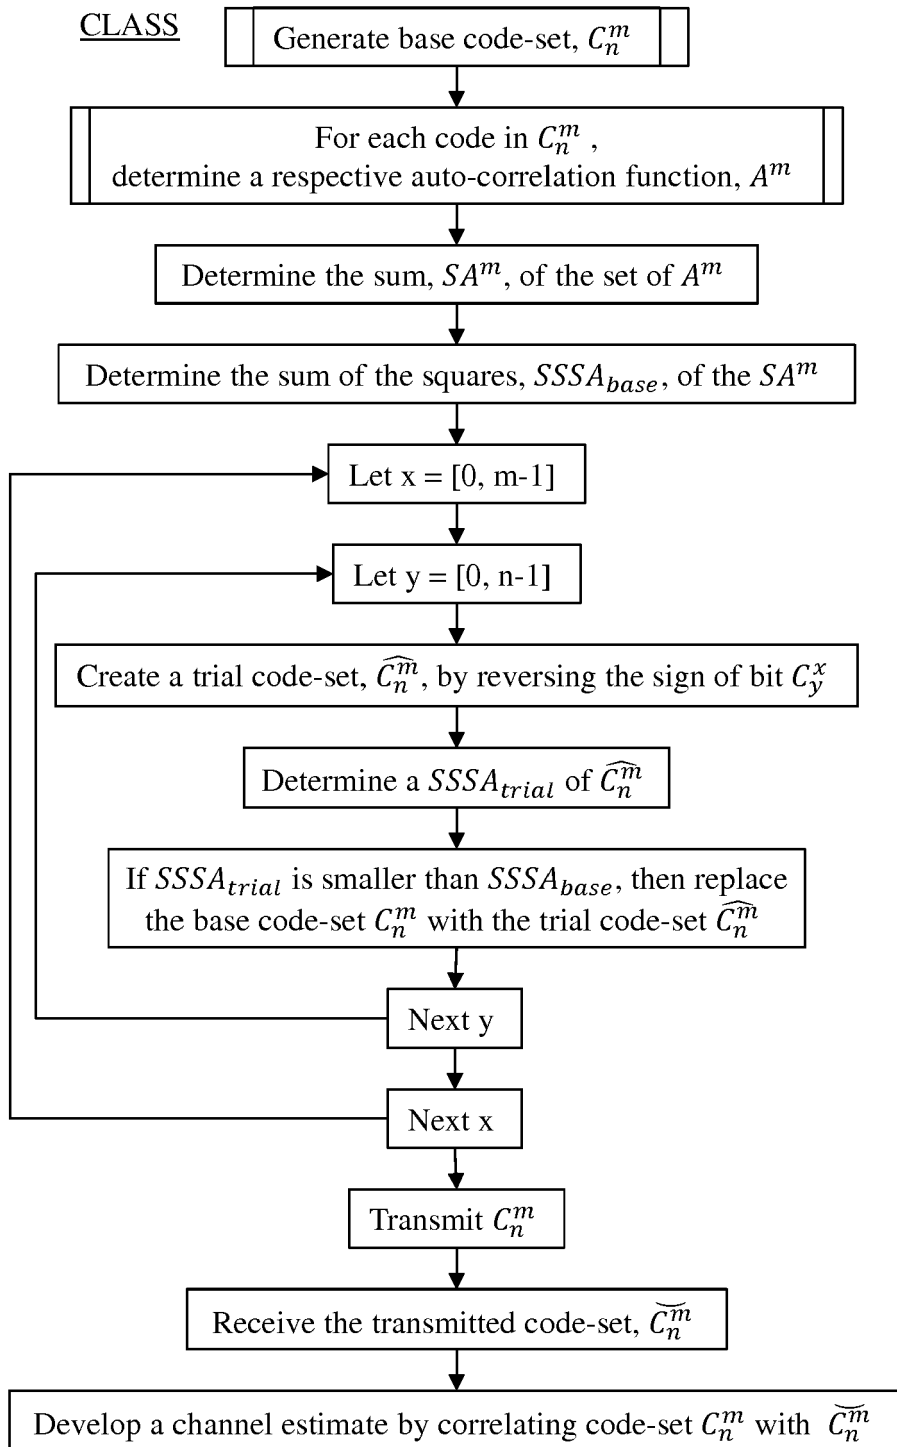 CLASS
Generate base code-set, $C_n^m$
For each code in $C_n^m$ ,
determine a respective auto-correlation function, $A^m$
Determine the sum, $SA^m$, of the set of $A^m$
Determine the sum of the squares, $SSSA_{base}$, of the $SA^m$
Let x = [0, m-1]
Let y = [0, n-1]
Create a trial code-set, $\widehat{C_n^m}$, by reversing the sign of bit $C_y^x$
Determine a $SSSA_{trial}$ of $\widehat{C_n^m}$
If $SSSA_{trial}$ is smaller than $SSSA_{base}$, then replace
the base code-set $C_n^m$ with the trial code-set $\widehat{C_n^m}$
Next y
Next x
Transmit $C_n^m$
Receive the transmitted code-set, $\breve{C_n^m}$
Develop a channel estimate by correlating code-set $C_n^m$ with $\breve{C_n^m}$